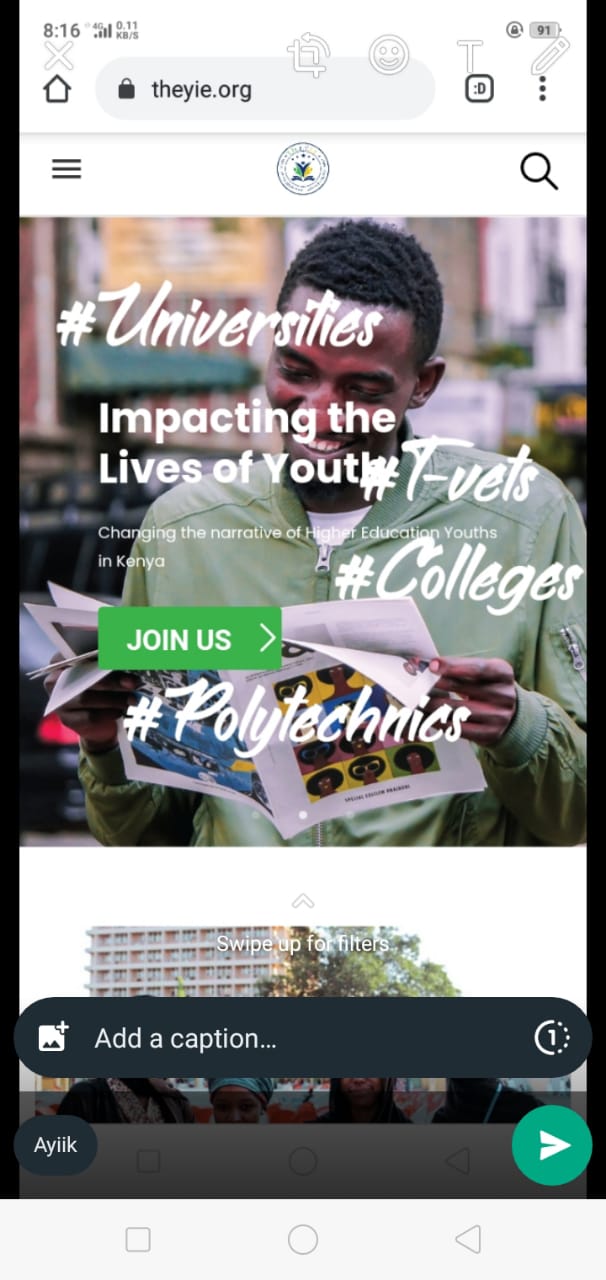 8:16 4G 0.11 KB/S 91
theyie.org :D
T
#Universities
Impacting the
Lives of Youth
#T-vets
Changing the narrative of Higher Education Youths
in Kenya
#Colleges
JOIN US
#Polytechnics
SPECIAL EDITION
Swipe up for filters
Add a caption... 1
Ayiik